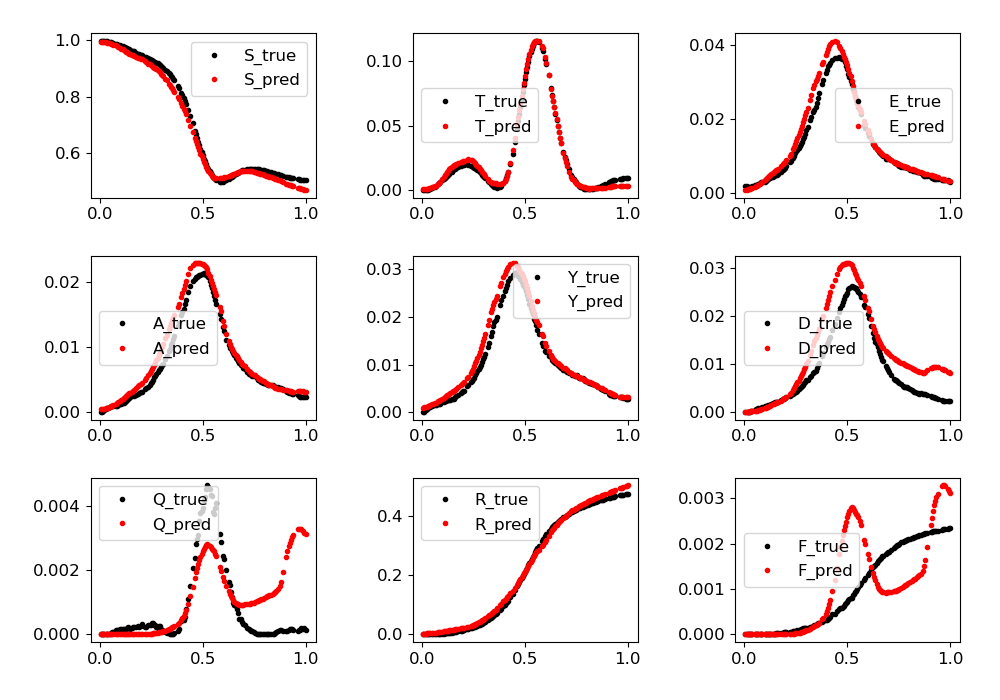 1.0
0.8
0.6
S_true
S_pred
0.0 0.5 1.0
0.10
0.05
0.00
T_true
T_pred
0.0 0.5 1.0
0.04
0.02
0.00
E_true
E_pred
0.0 0.5 1.0
0.02
0.01
0.00
A_true
A_pred
0.0 0.5 1.0
0.03
0.02
0.01
0.00
Y_true
Y_pred
0.0 0.5 1.0
0.03
0.02
0.01
0.00
D_true
D_pred
0.0 0.5 1.0
0.004
0.002
0.000
Q_true
Q_pred
0.0 0.5 1.0
0.4
0.2
0.0
R_true
R_pred
0.0 0.5 1.0
0.003
0.002
0.001
0.000
F_true
F_pred
0.0 0.5 1.0